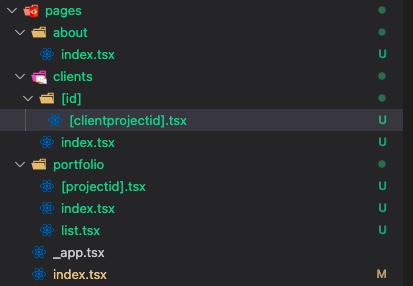 pages
about
index.tsx U
clients
[id]
[clientprojectid].tsx U
index.tsx U
portfolio
[projectid].tsx U
index.tsx U
list.tsx U
_app.tsx
index.tsx M